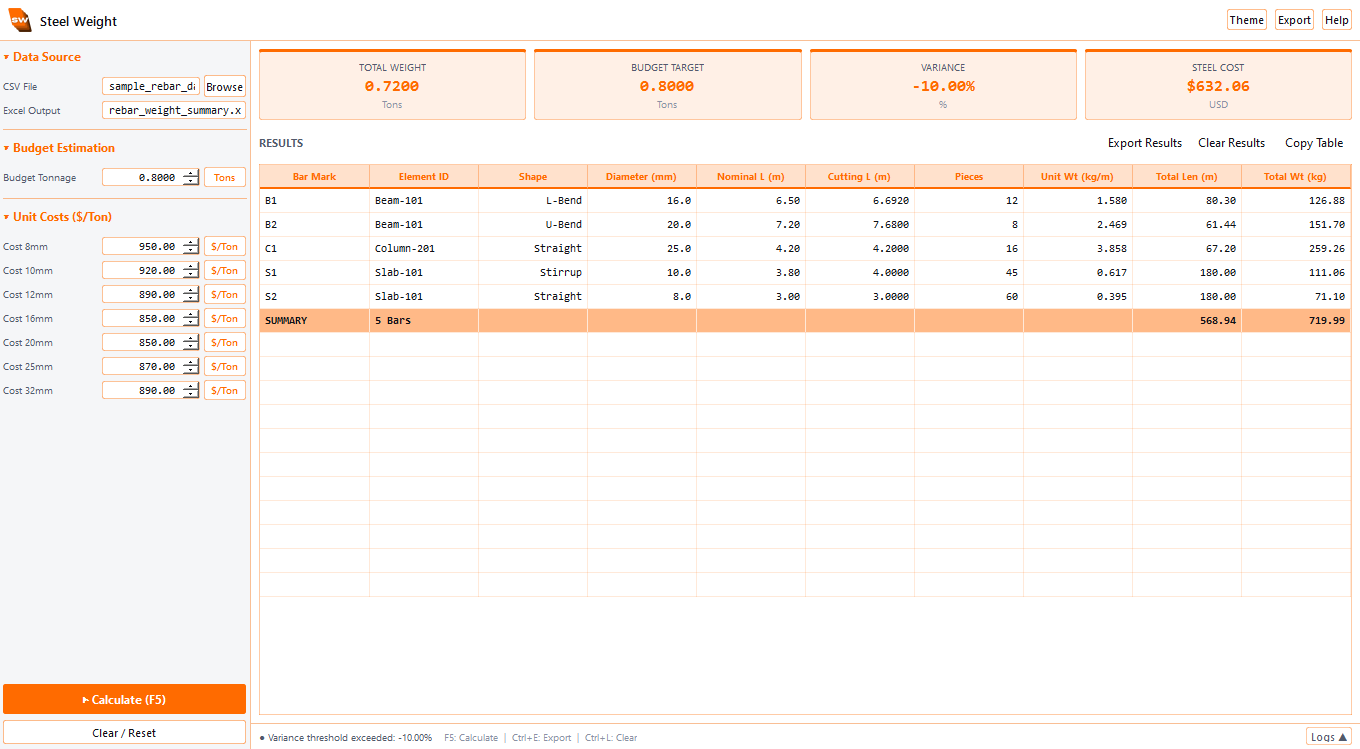 SW Steel Weight Theme Export Help
▾ Data Source
CSV File sample_rebar_d Browse
Excel Output rebar_weight_summary.x
▾ Budget Estimation
Budget Tonnage 0.8000 Tons
▾ Unit Costs ($/Ton)
Cost 8mm 950.00 $/Ton
Cost 10mm 920.00 $/Ton
Cost 12mm 890.00 $/Ton
Cost 16mm 850.00 $/Ton
Cost 20mm 850.00 $/Ton
Cost 25mm 870.00 $/Ton
Cost 32mm 890.00 $/Ton
▸ Calculate (F5)
Clear / Reset
TOTAL WEIGHT
0.7200
Tons
BUDGET TARGET
0.8000
Tons
VARIANCE
-10.00%
%
STEEL COST
$632.06
USD
RESULTS Export Results Clear Results Copy Table
Bar Mark Element ID Shape Diameter (mm) Nominal L (m) Cutting L (m) Pieces Unit Wt (kg/m) Total Len (m) Total Wt (kg)
B1 Beam-101 L-Bend 16.0 6.50 6.6920 12 1.580 80.30 126.88
B2 Beam-101 U-Bend 20.0 7.20 7.6800 8 2.469 61.44 151.70
C1 Column-201 Straight 25.0 4.20 4.2000 16 3.858 67.20 259.26
S1 Slab-101 Stirrup 10.0 3.80 4.0000 45 0.617 180.00 111.06
S2 Slab-101 Straight 8.0 3.00 3.0000 60 0.395 180.00 71.10
SUMMARY 5 Bars 568.94 719.99
● Variance threshold exceeded: -10.00% F5: Calculate | Ctrl+E: Export | Ctrl+L: Clear Logs ▲